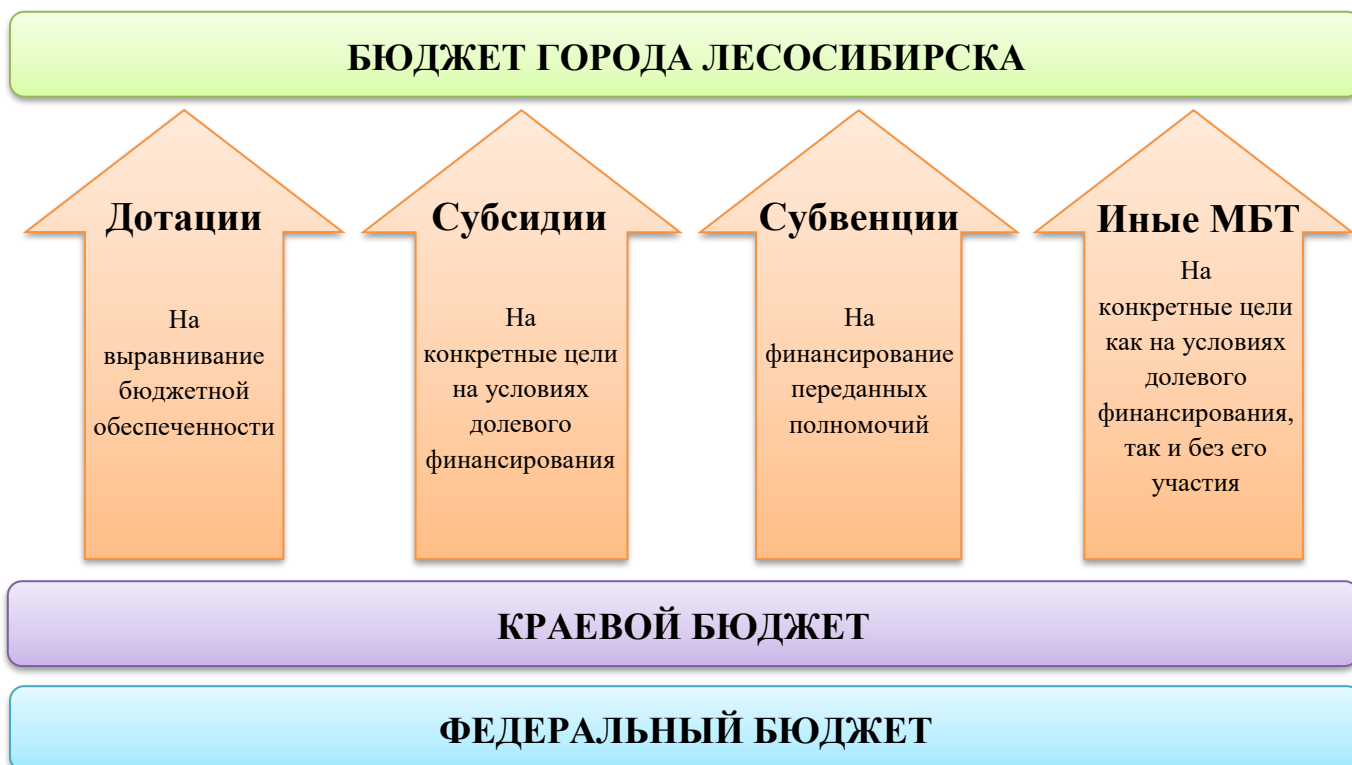 БЮДЖЕТ ГОРОДА ЛЕСОСИБИРСКА
Дотации
На
выравнивание
бюджетной
обеспеченности
Субсидии
На
конкретные цели
на условиях
долевого
финансирования
Субвенции
На
финансирование
переданных
полномочий
Иные МБТ
На
конкретные цели
как на условиях
долевого
финансирования,
так и без его
участия
КРАЕВОЙ БЮДЖЕТ
ФЕДЕРАЛЬНЫЙ БЮДЖЕТ